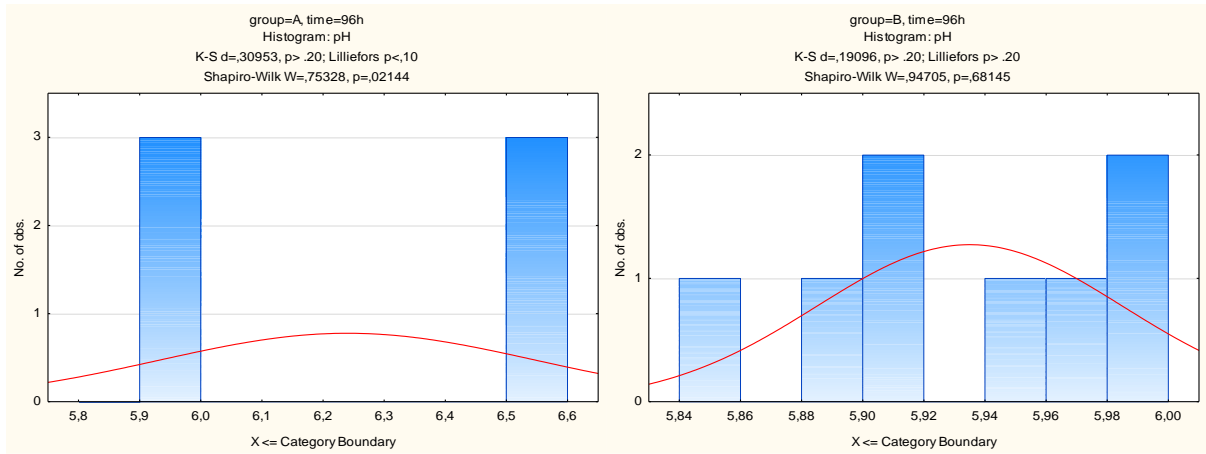 group=A, time=96h
Histogram: pH
K-S d=,30953, p> .20; Lilliefors p<,10
Shapiro-Wilk W=,75328, p=,02144
3
2
1
0
No. of obs.
5,8 5,9 6,0 6,1 6,2 6,3 6,4 6,5 6,6
X <= Category Boundary
group=B, time=96h
Histogram: pH
K-S d=,19096, p> .20; Lilliefors p> .20
Shapiro-Wilk W=,94705, p=,68145
2
1
0
No. of obs.
5,84 5,86 5,88 5,90 5,92 5,94 5,96 5,98 6,00
X <= Category Boundary